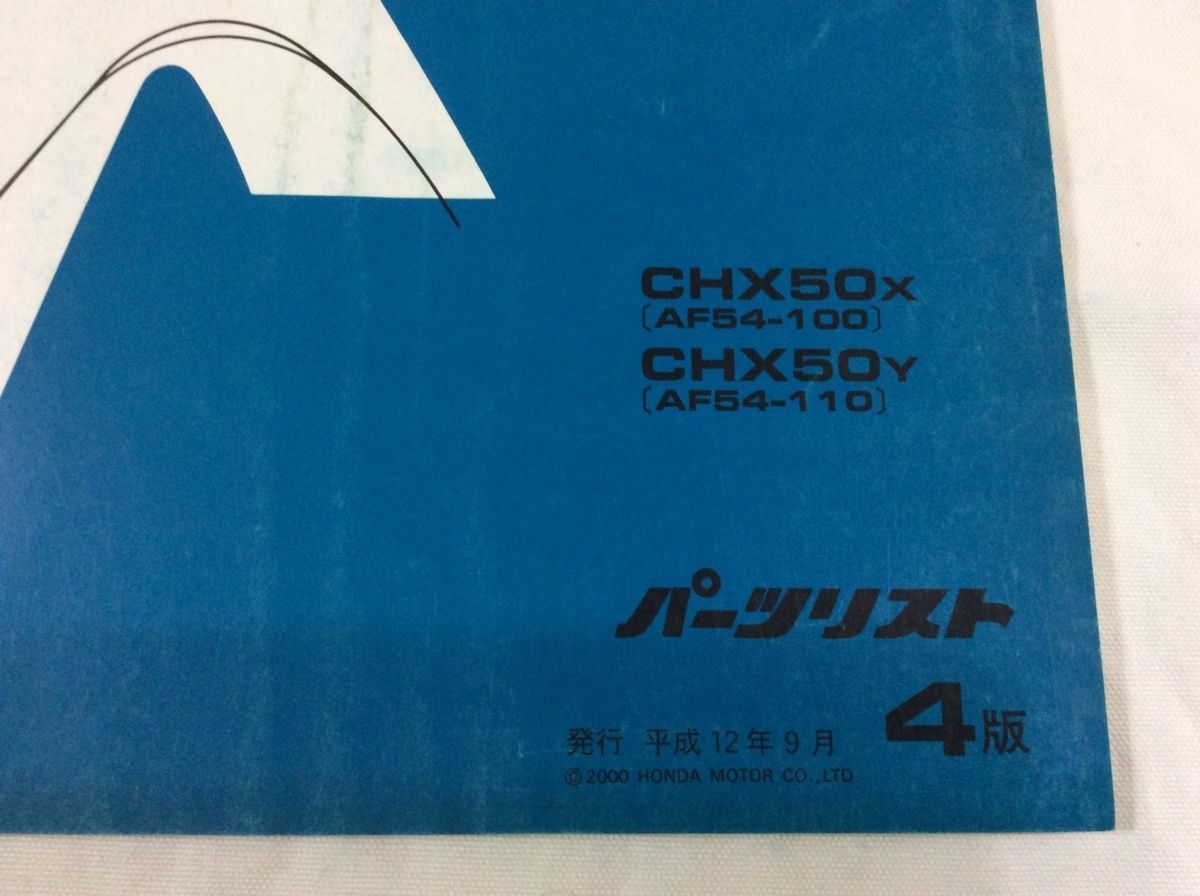 CHX50X
〔AF54-100〕
CHX50Y
〔AF54-110〕
パーツリスト
発行 平成12年9月 4版
©2000 HONDA MOTOR CO.,LTD